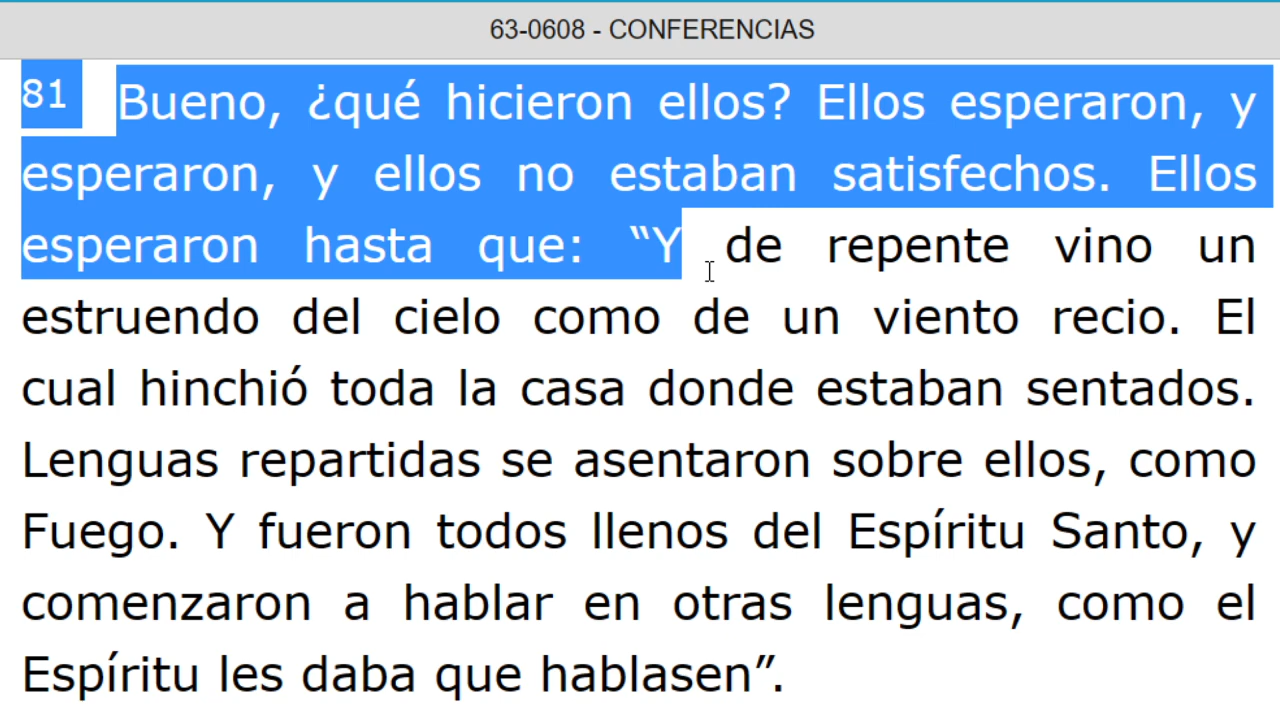 63-0608 - CONFERENCIAS
81 Bueno, ¿qué hicieron ellos? Ellos esperaron, y
esperaron, y ellos no estaban satisfechos. Ellos
esperaron hasta que: “Y de repente vino un
estruendo del cielo como de un viento recio. El
cual hinchió toda la casa donde estaban sentados.
Lenguas repartidas se asentaron sobre ellos, como
Fuego. Y fueron todos llenos del Espíritu Santo, y
comenzaron a hablar en otras lenguas, como el
Espíritu les daba que hablasen”.